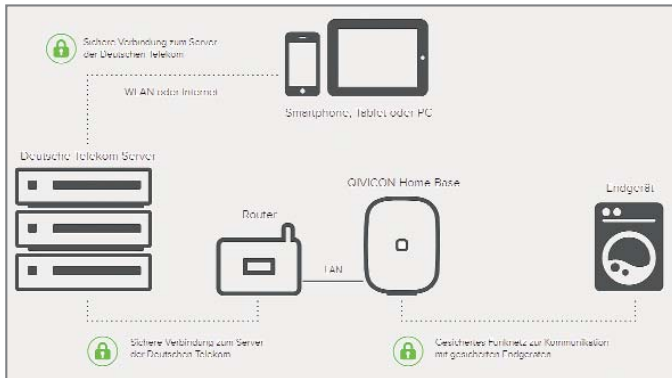 Sichere Verbindung zum Server
der Deutschen Telekom
WLAN oder Internet
Smartphone, Tablet oder PC
Deutsche Telekom Server
QIVICON Home Base
Endgerät
Router
LAN
Sichere Verbindung zum Server
der Deutschen Telekom
Gesichertes Funknetz zur Kommunikation
mit gesicherten Endgeräten